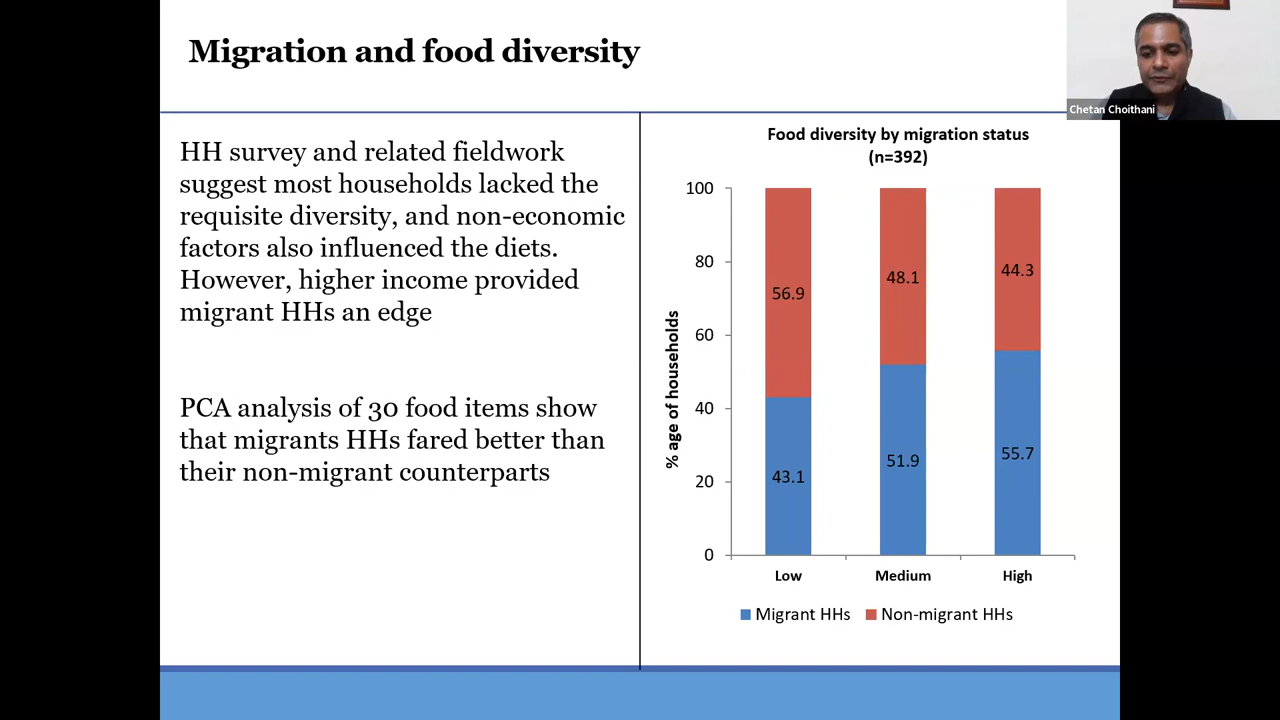 Migration and food diversity
Chetan Choithani
HH survey and related fieldwork
suggest most households lacked the
requisite diversity, and non-economic
factors also influenced the diets.
However, higher income provided
migrant HHs an edge
PCA analysis of 30 food items show
that migrants HHs fared better than
their non-migrant counterparts
Food diversity by migration status
(n=392)
% age of households
100
80
60
40
20
0
56.9
48.1
44.3
43.1
51.9
55.7
Low Medium High
Migrant HHs Non-migrant HHs